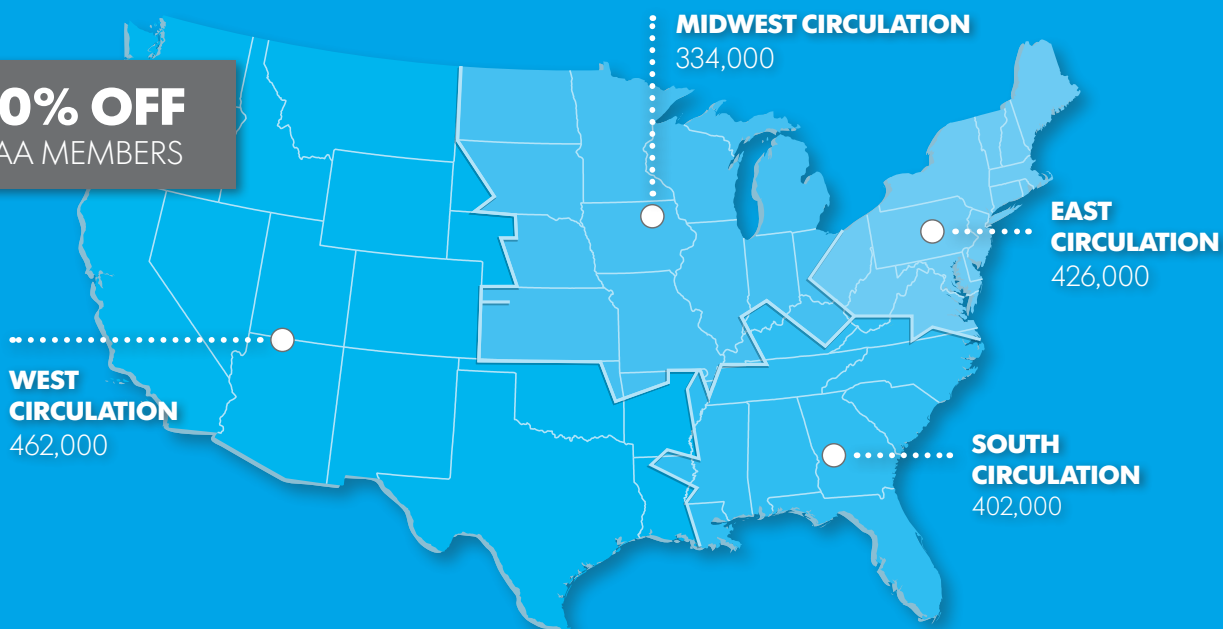 MIDWEST CIRCULATION
334,000
0% OFF
AA MEMBERS
EAST
CIRCULATION
426,000
WEST
CIRCULATION
462,000
SOUTH
CIRCULATION
402,000